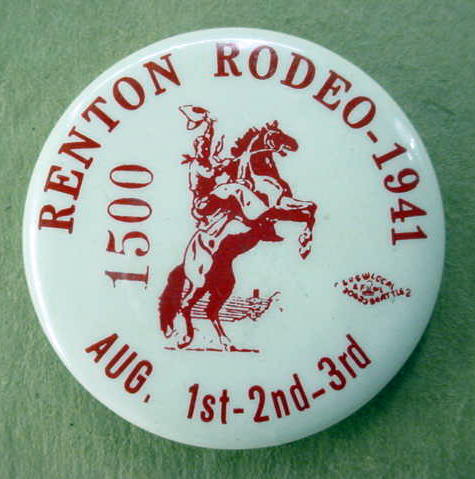 RENTON RODEO-1941
1500
AUG. 1st-2nd-3rd